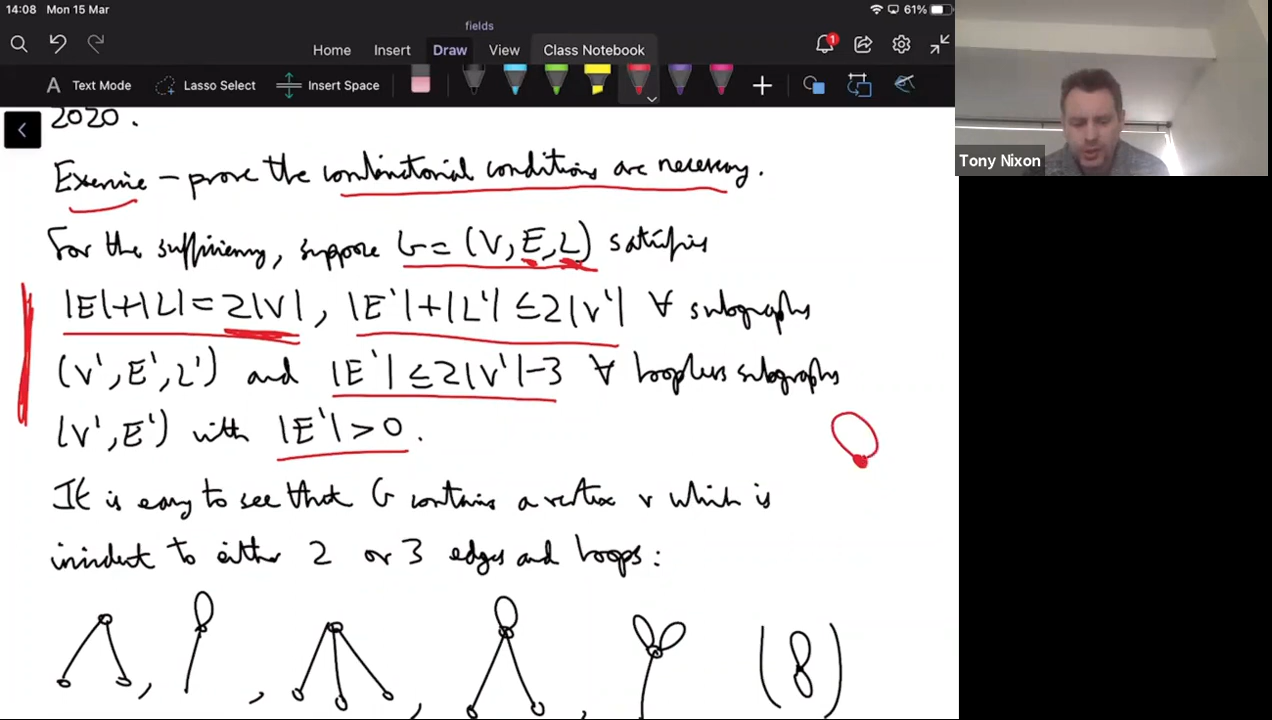 14:08 Mon 15 Mar
61%
fields
Home Insert Draw View Class Notebook
1
A Text Mode Lasso Select Insert Space
Tony Nixon
2020.
Exercise - prove the combinatorial conditions are necessary.
For the sufficiency, suppose G = (V, E, L) satisfies
|E|+|L| = 2|V|, |E'|+|L'| ≤ 2|V'| ∀ subgraphs
(V', E', L') and |E'| ≤ 2|V'|-3 ∀ loopless subgraphs
(V', E') with |E'| > 0.
It is easy to see that G contains a vertex v which is
incident to either 2 or 3 edges and loops: